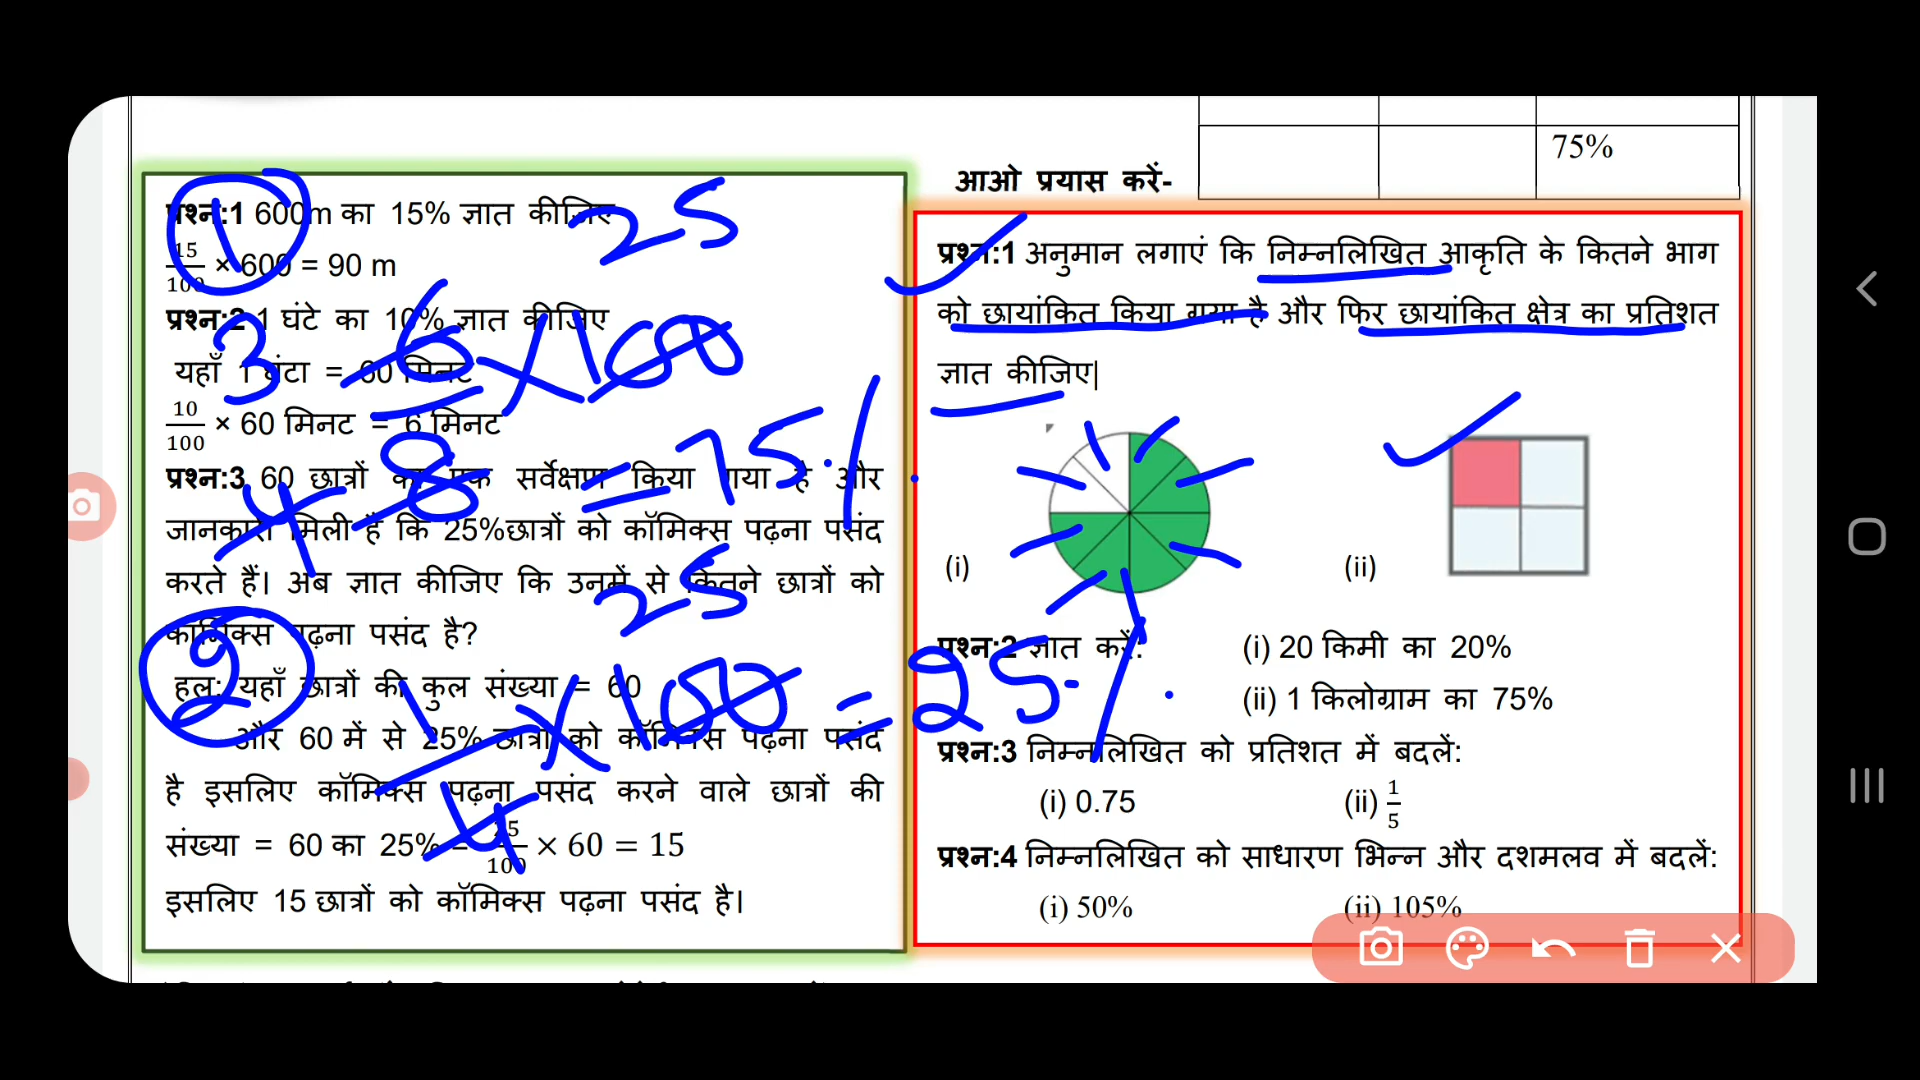 75%
आओ प्रयास करें-
प्रश्न:1 600m का 15% ज्ञात कीजिए
15/100 × 600 = 90 m
प्रश्न:2 1 घंटे का 10% ज्ञात कीजिए
यहाँ 1 घंटा = 60 मिनट
10/100 × 60 मिनट = 6 मिनट
प्रश्न:3 60 छात्रों का एक सर्वेक्षण किया गया है और
जानकारी मिली है कि 25%छात्रों को कॉमिक्स पढ़ना पसंद
करते हैं। अब ज्ञात कीजिए कि उनमें से कितने छात्रों को
कॉमिक्स पढ़ना पसंद है?
हल: यहाँ छात्रों की कुल संख्या = 60
और 60 में से 25% छात्रों को कॉमिक्स पढ़ना पसंद
है इसलिए कॉमिक्स पढ़ना पसंद करने वाले छात्रों की
संख्या = 60 का 25% = 25/100 × 60 = 15
इसलिए 15 छात्रों को कॉमिक्स पढ़ना पसंद है।
1
25
3
6 × 100
8
4
= 75%
2
25
1 × 100 = 25%
4
प्रश्न:1 अनुमान लगाएं कि निम्नलिखित आकृति के कितने भाग
को छायांकित किया गया है और फिर छायांकित क्षेत्र का प्रतिशत
ज्ञात कीजिए|
(i) (ii)
प्रश्न:2 ज्ञात करें: (i) 20 किमी का 20%
(ii) 1 किलोग्राम का 75%
प्रश्न:3 निम्नलिखित को प्रतिशत में बदलें:
(i) 0.75 (ii) 1/5
प्रश्न:4 निम्नलिखित को साधारण भिन्न और दशमलव में बदलें:
(i) 50% (ii) 105%